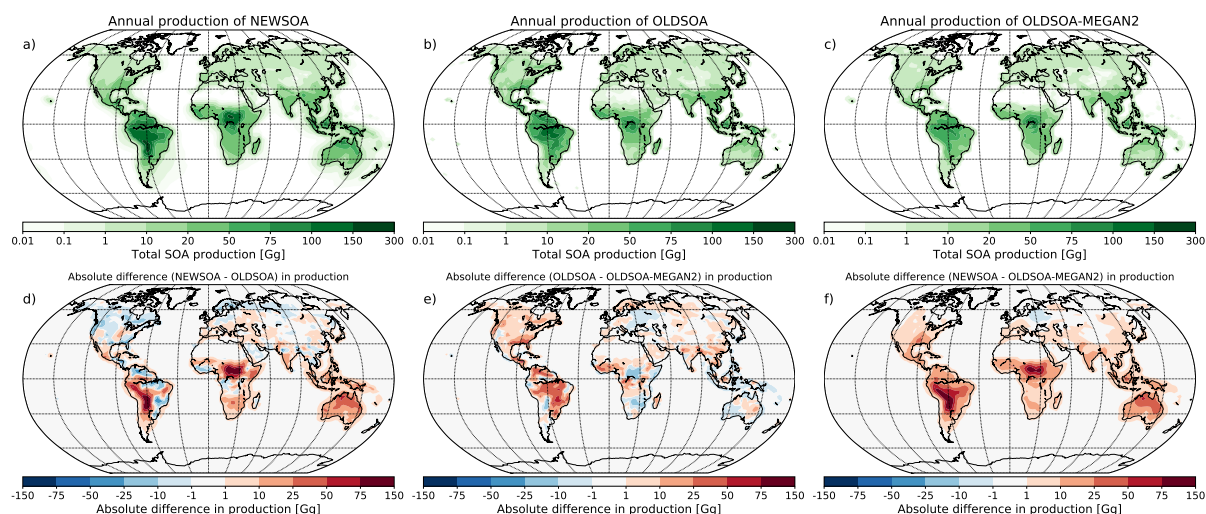 Annual production of NEWSOA
Annual production of OLDSOA
Annual production of OLDSOA-MEGAN2
a)
b)
c)
0.01 0.1 1 10 20 50 75 100 150 300
0.01 0.1 1 10 20 50 75 100 150 300
0.01 0.1 1 10 20 50 75 100 150 300
Total SOA production [Gg]
Total SOA production [Gg]
Total SOA production [Gg]
Absolute difference (NEWSOA - OLDSOA) in production
Absolute difference (OLDSOA - OLDSOA-MEGAN2) in production
Absolute difference (NEWSOA - OLDSOA-MEGAN2) in production
d)
e)
f)
-150 -75 -50 -25 -10 -1 1 10 25 50 75 150
-150 -75 -50 -25 -10 -1 1 10 25 50 75 150
-150 -75 -50 -25 -10 -1 1 10 25 50 75 150
Absolute difference in production [Gg]
Absolute difference in production [Gg]
Absolute difference in production [Gg]